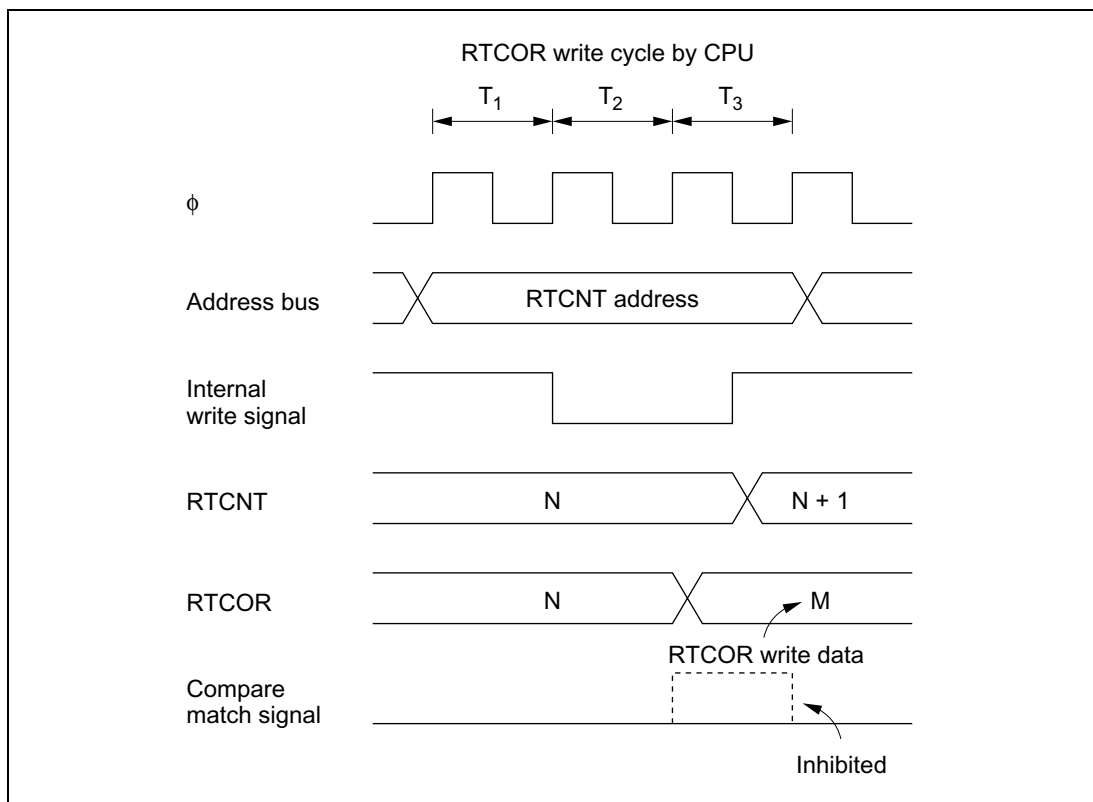 RTCOR write cycle by CPU
T1 T2 T3
ϕ
Address bus
RTCNT address
Internal
write signal
RTCNT
N
N + 1
RTCOR
N
M
RTCOR write data
Compare
match signal
Inhibited